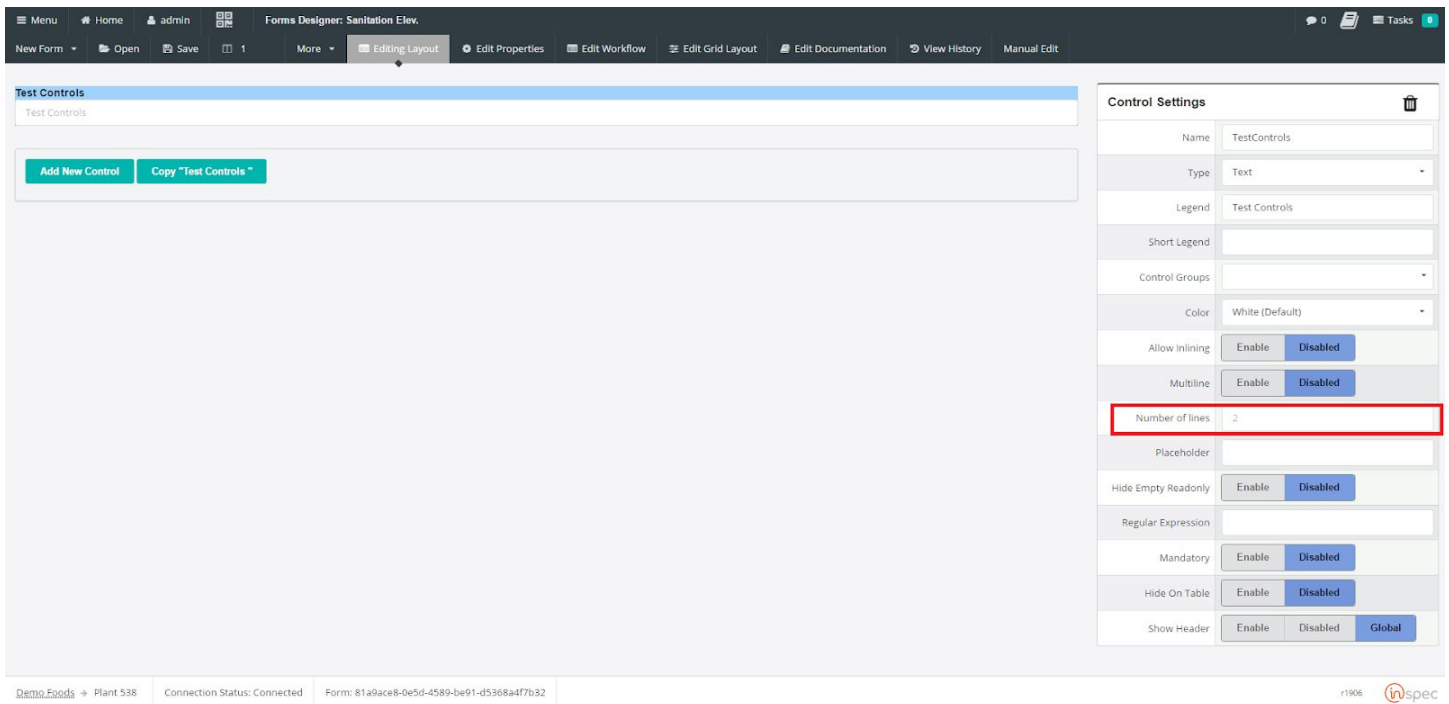 Menu Home admin Forms Designer: Sanitation Elev. 0 Tasks 0
New Form Open Save 1 More Editing Layout Edit Properties Edit Workflow Edit Grid Layout Edit Documentation View History Manual Edit
Test Controls
Test Controls
Add New Control Copy "Test Controls "
Control Settings
Name TestControls
Type Text
Legend Test Controls
Short Legend
Control Groups
Color White (Default)
Allow Inlining Enable Disabled
Multiline Enable Disabled
Number of lines 2
Placeholder
Hide Empty Readonly Enable Disabled
Regular Expression
Mandatory Enable Disabled
Hide On Table Enable Disabled
Show Header Enable Disabled Global
Demo Foods → Plant 538 Connection Status: Connected Form: 81a9ace8-0e5d-4589-be91-d5368a4f7b32 r1906 inspec